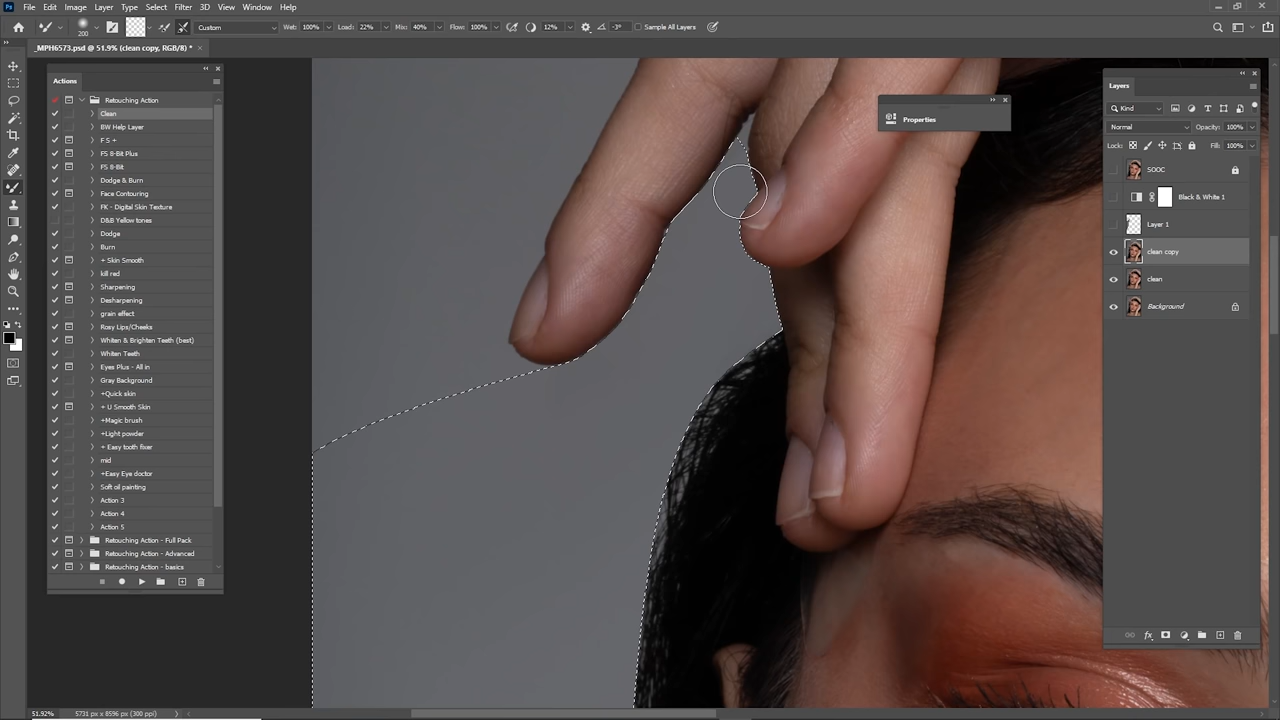 Ps File Edit Image Layer Type Select Filter 3D View Window Help
200 Custom Wet: 100% Load: 22% Mix: 40% Flow: 100% 12% -3° Sample All Layers
_MPH6573.psd @ 51.9% (clean copy, RGB/8) *
Actions
Retouching Action
Clean
BW Help Layer
F S +
FS 8-Bit Plus
FS 8-Bit
Dodge & Burn
Face Contouring
FK - Digital Skin Texture
D&B Yellow tones
Dodge
Burn
+ Skin Smooth
kill red
Sharpening
Desharpening
grain effect
Rosy Lips/Cheeks
Whiten & Brighten Teeth (best)
Whiten Teeth
Eyes Plus - All in
Gray Background
+Quick skin
+ U Smooth Skin
+Magic brush
+Light powder
+ Easy tooth fixer
mid
+Easy Eye doctor
Soft oil painting
Action 3
Action 4
Action 5
Retouching Action - Full Pack
Retouching Action - Advanced
Retouching Action - basics
Properties
Layers
Kind
Normal Opacity: 100%
Lock: Fill: 100%
SOOC
Black & White 1
Layer 1
clean copy
clean
Background
51.92% 5731 px x 8596 px (300 ppi)